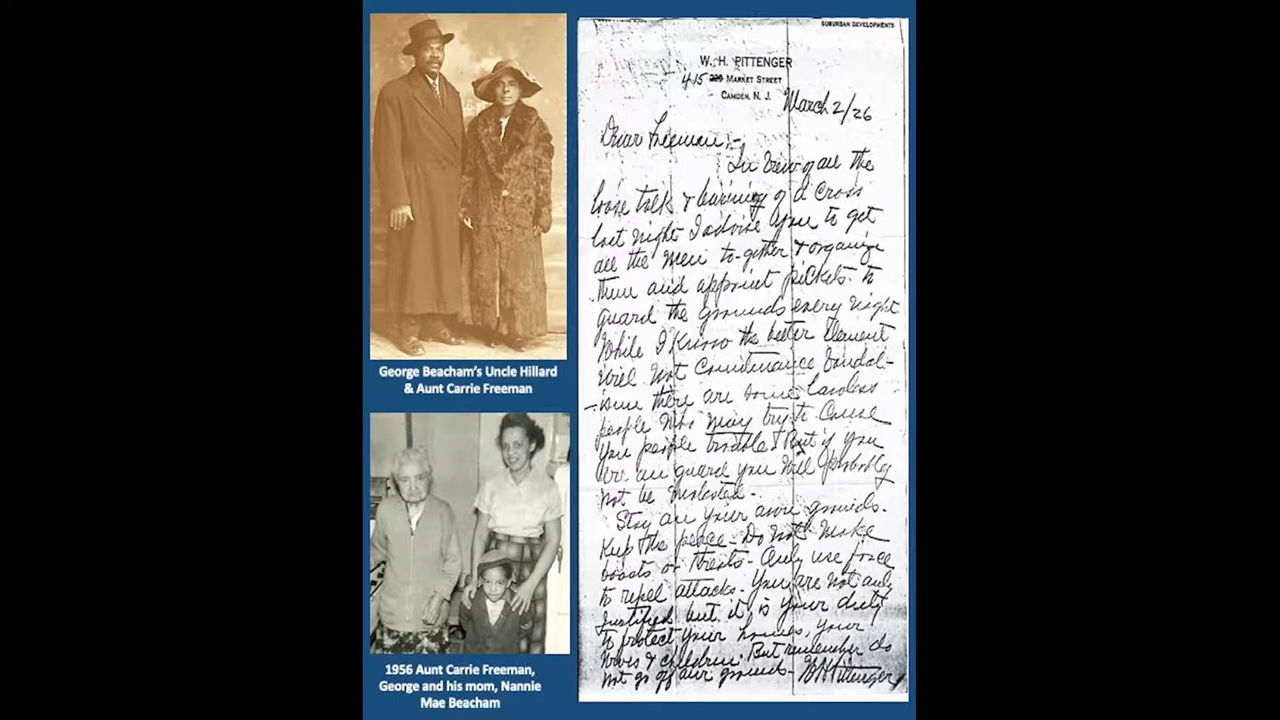 George Beacham's Uncle Hillard
& Aunt Carrie Freeman
1956 Aunt Carrie Freeman,
George and his mom, Nannie
Mae Beacham
SUBURBAN DEVELOPMENTS
W. H. PITTENGER
415 229 MARKET STREET
CAMDEN, N. J.
March 2/26
Dear Freeman:-
In view of all the
loose talk & burning of a Cross
last night I advise you to get
all the men to-gether & organize
them and appoint pickets to
guard the grounds every night
While I know the better Element
will not Countenance Vandal-
-ism there are some lawless
people who may try to Cause
you people trouble & But if you
are on guard you will probably
not be molested-
Stay on your own grounds-
Keep the peace- Do not make
boasts or threats- Only use force
to repel attacks- You are not only
Justified but it is your duty
to protect your homes, your
Wives & children. But remember do
not go off our grounds- WHPittenger